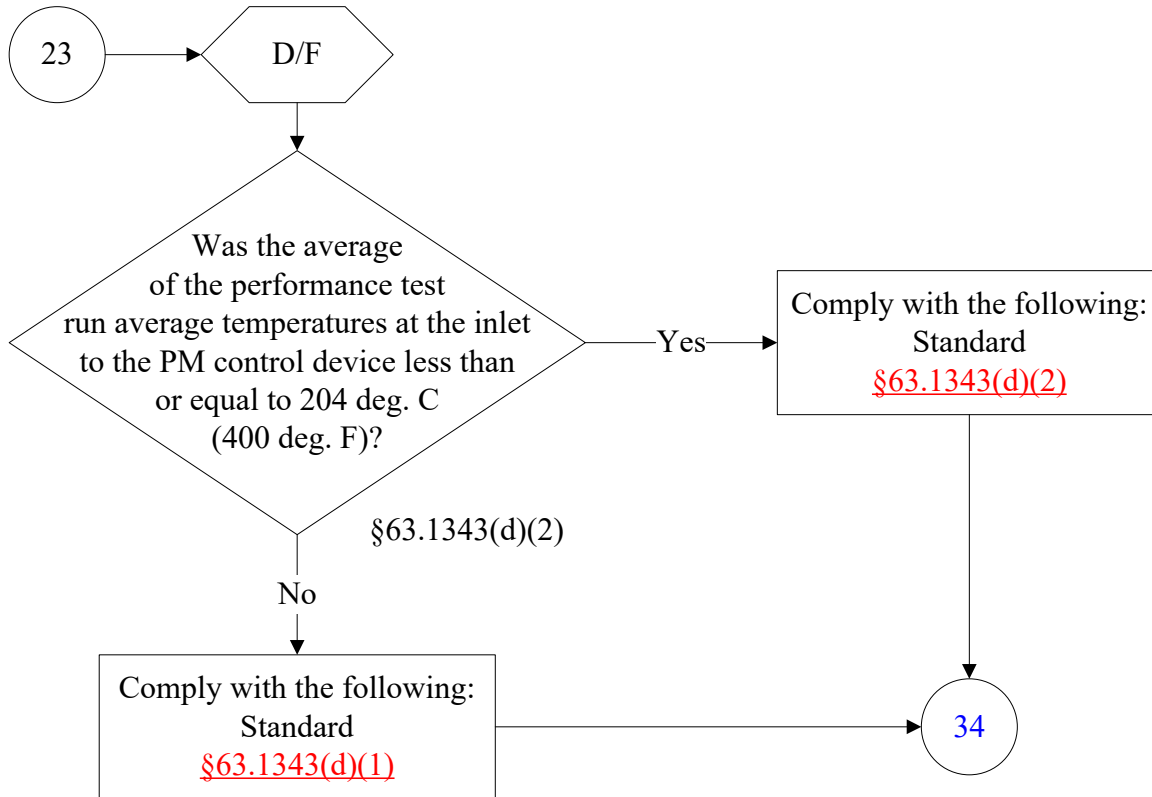 23
D/F
Was the average
of the performance test
run average temperatures at the inlet
to the PM control device less than
or equal to 204 deg. C
(400 deg. F)?
Yes
Comply with the following:
Standard
§63.1343(d)(2)
§63.1343(d)(2)
No
Comply with the following:
Standard
§63.1343(d)(1)
34